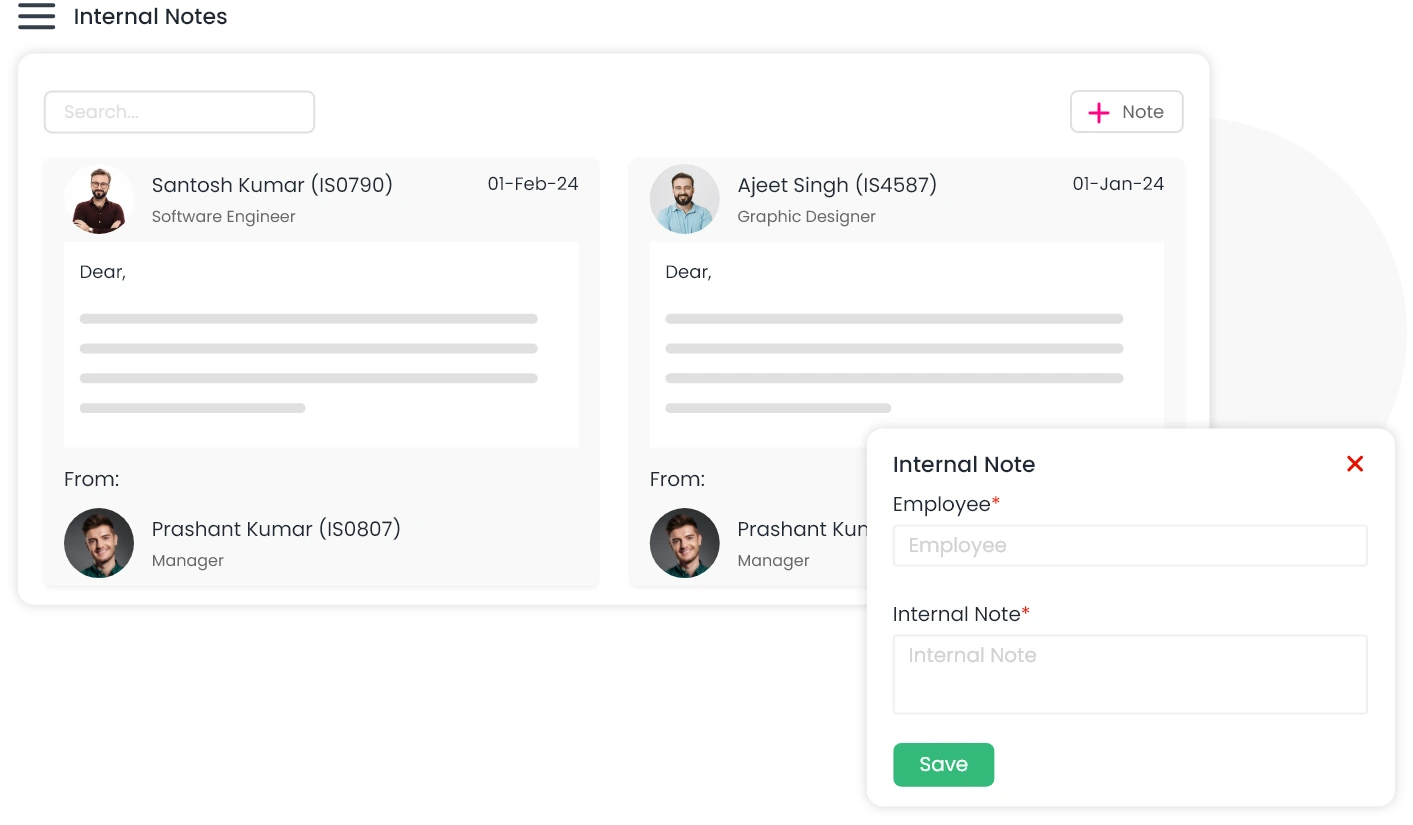 Internal Notes
Search...
Note
Santosh Kumar (IS0790)
01-Feb-24
Software Engineer
Dear,
From:
Prashant Kumar (IS0807)
Manager
Ajeet Singh (IS4587)
01-Jan-24
Graphic Designer
Dear,
From:
Prashant Kum
Manager
Internal Note
Employee*
Employee
Internal Note*
Internal Note
Save